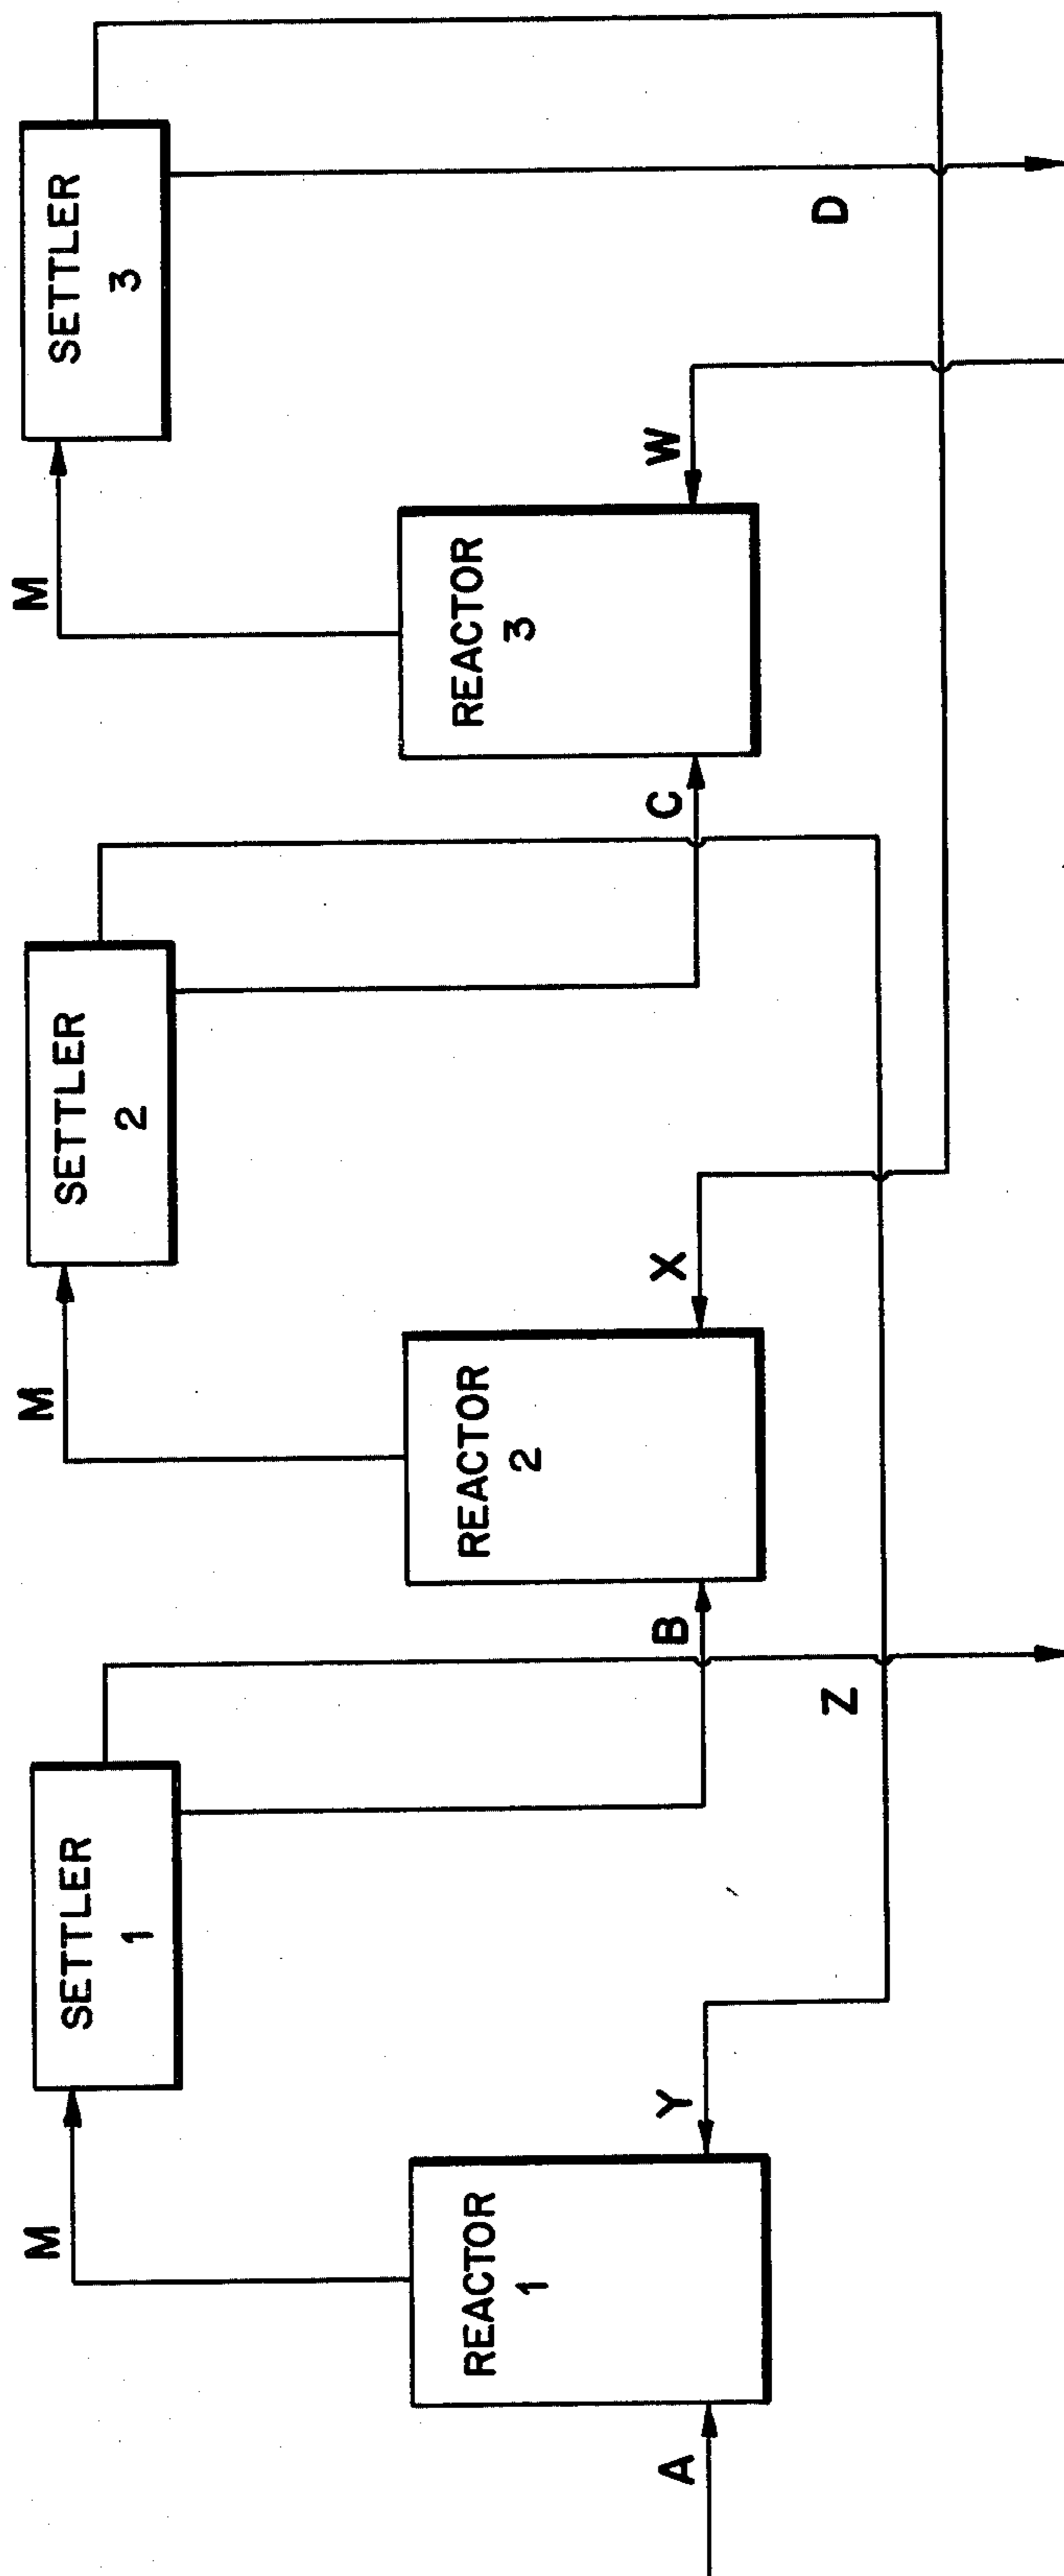 M
SETTLER
1
M
SETTLER
2
M
SETTLER
3
REACTOR
1
REACTOR
2
REACTOR
3
A
Y
B
X
C
W
Z
D